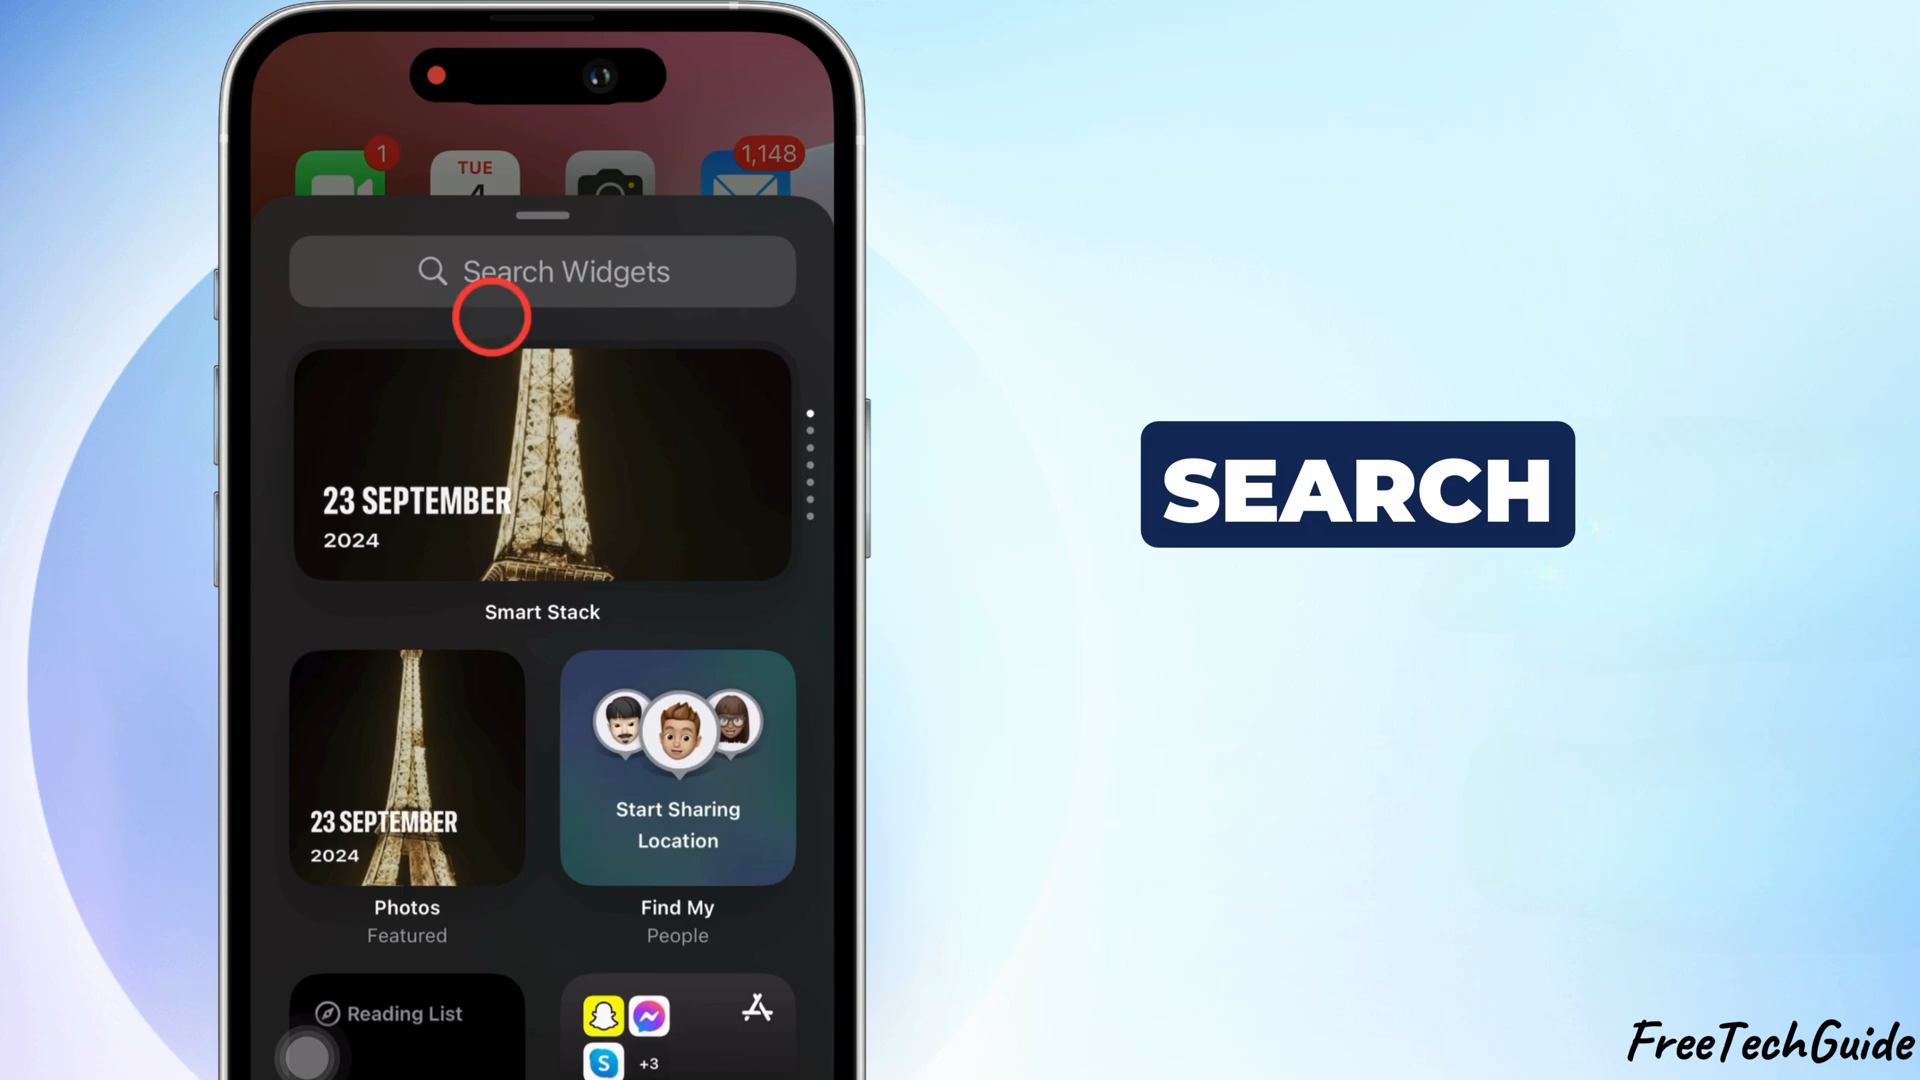 1
TUE
4
1,148
Search Widgets
23 SEPTEMBER
2024
Smart Stack
SEARCH
23 SEPTEMBER
2024
Start Sharing
Location
Photos
Featured
Find My
People
Reading List
S
+3
FreeTechGuide